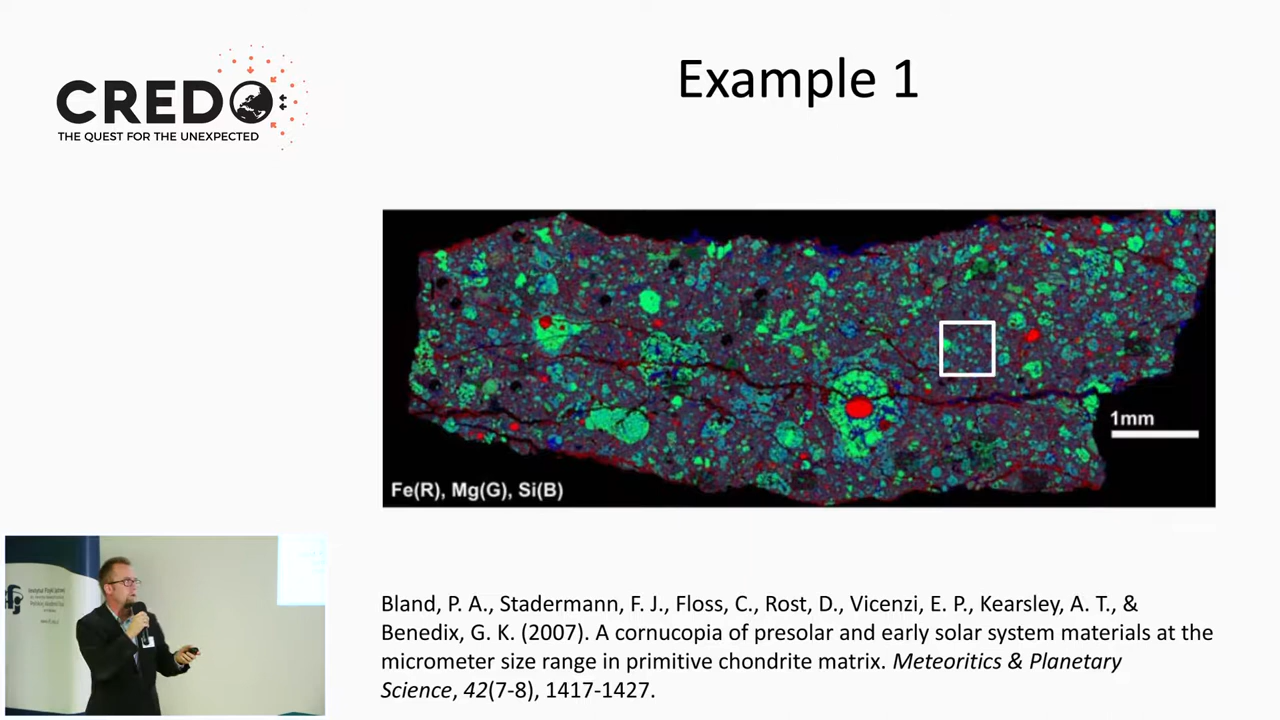 CREDO
THE QUEST FOR THE UNEXPECTED
Example 1
1mm
Fe(R), Mg(G), Si(B)
Bland, P. A., Stadermann, F. J., Floss, C., Rost, D., Vicenzi, E. P., Kearsley, A. T., &
Benedix, G. K. (2007). A cornucopia of presolar and early solar system materials at the
micrometer size range in primitive chondrite matrix. Meteoritics & Planetary
Science, 42(7-8), 1417-1427.